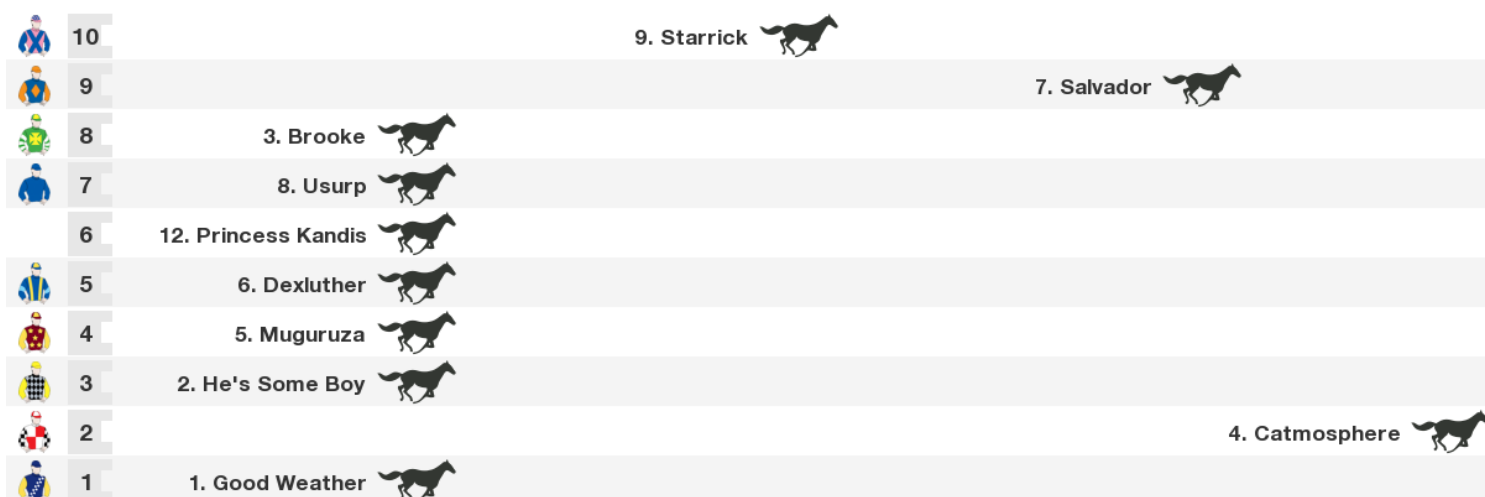 10 9. Starrick
9 7. Salvador
8 3. Brooke
7 8. Usurp
6 12. Princess Kandis
5 6. Dexluther
4 5. Muguruza
3 2. He's Some Boy
2 4. Catmosphere
1 1. Good Weather